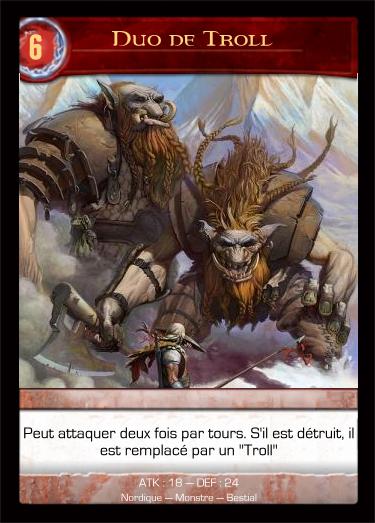 6
Duo de Troll
Peut attaquer deux fois par tours. S'il est détruit, il
est remplacé par un "Troll"
ATK : 18 — DEF : 24
Nordique — Monstre — Bestial